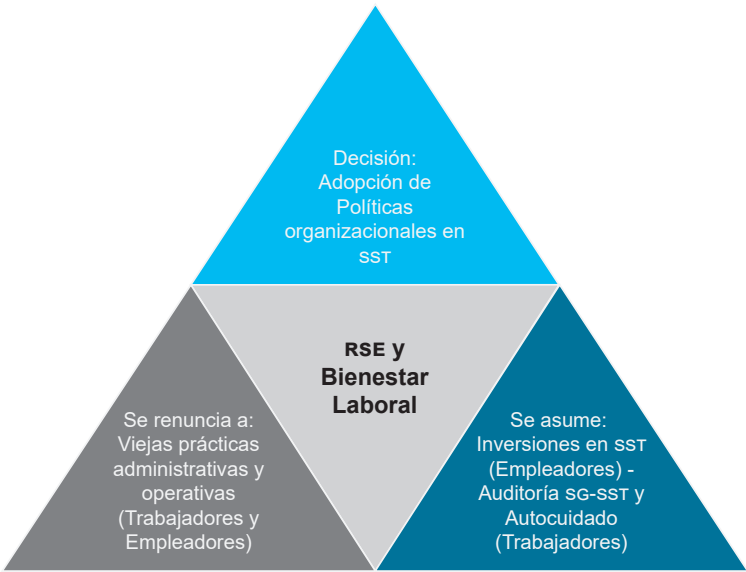 Decisión:
Adopción de
Políticas
organizacionales en
SST
RSE y
Bienestar
Laboral
Se renuncia a:
Viejas prácticas
administrativas y
operativas
(Trabajadores y
Empleadores)
Se asume:
Inversiones en SST
(Empleadores) -
Auditoría SG-SST y
Autocuidado
(Trabajadores)